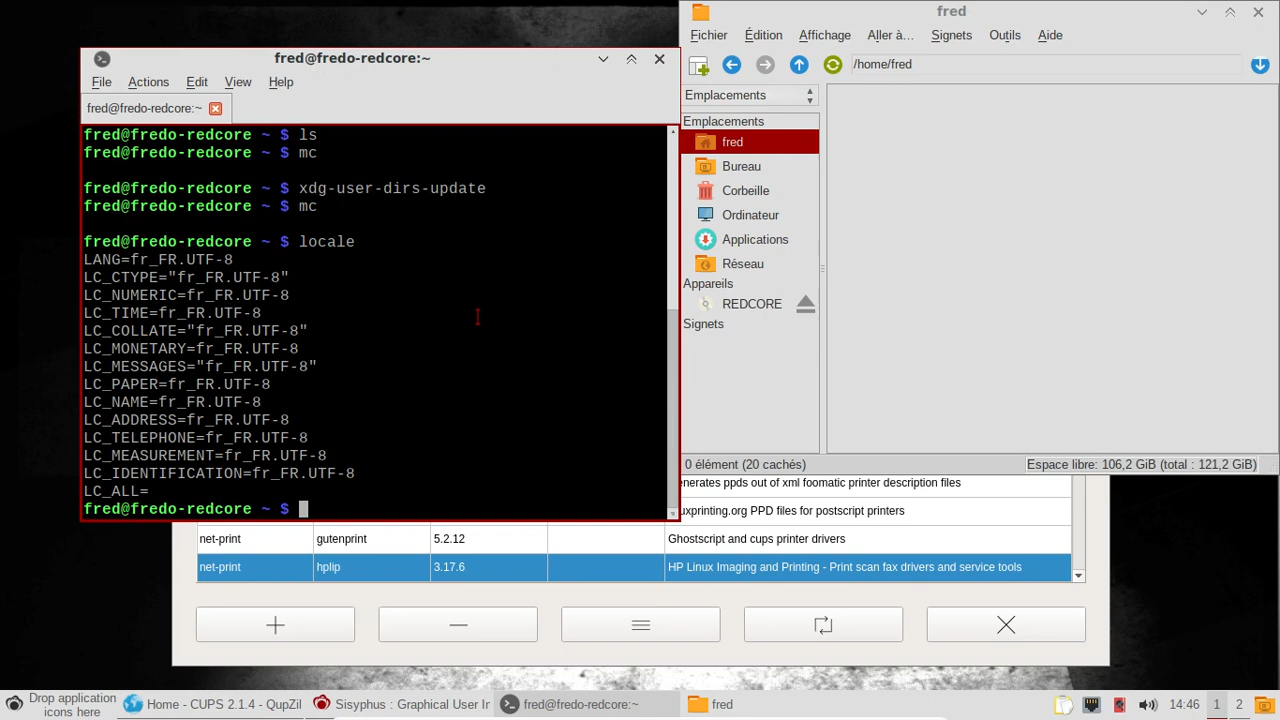 fred
Fichier Édition Affichage Aller à… Signets Outils Aide
/home/fred
Emplacements
Emplacements
fred
Bureau
Corbeille
Ordinateur
Applications
Réseau
Appareils
REDCORE
Signets
0 élément (20 cachés) Espace libre: 106,2 GiB (total : 121,2 GiB)
fred@fredo-redcore:~
File Actions Edit View Help
fred@fredo-redcore:~
fred@fredo-redcore ~ $ ls
fred@fredo-redcore ~ $ mc
fred@fredo-redcore ~ $ xdg-user-dirs-update
fred@fredo-redcore ~ $ mc
fred@fredo-redcore ~ $ locale
LANG=fr_FR.UTF-8
LC_CTYPE="fr_FR.UTF-8"
LC_NUMERIC=fr_FR.UTF-8
LC_TIME=fr_FR.UTF-8
LC_COLLATE="fr_FR.UTF-8"
LC_MONETARY=fr_FR.UTF-8
LC_MESSAGES="fr_FR.UTF-8"
LC_PAPER=fr_FR.UTF-8
LC_NAME=fr_FR.UTF-8
LC_ADDRESS=fr_FR.UTF-8
LC_TELEPHONE=fr_FR.UTF-8
LC_MEASUREMENT=fr_FR.UTF-8
LC_IDENTIFICATION=fr_FR.UTF-8
LC_ALL=
fred@fredo-redcore ~ $
enerates ppds out of xml foomatic printer description files
uxprinting.org PPD files for postscript printers
net-print gutenprint 5.2.12 Ghostscript and cups printer drivers
net-print hplip 3.17.6 HP Linux Imaging and Printing - Print scan fax drivers and service tools
Drop application
icons here
Home - CUPS 2.1.4 - QupZil
Sisyphus : Graphical User In
fred@fredo-redcore:~
fred
14:46 1 2